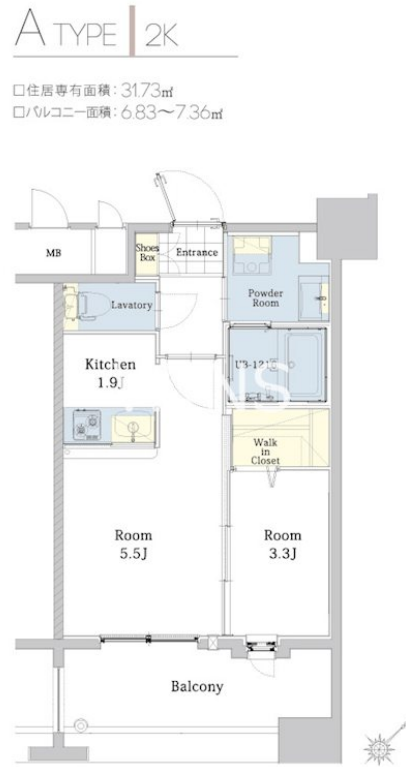 A TYPE 2K
□住居専有面積：31.73㎡
□バルコニー面積：6.83〜7.36㎡
MB
Shoes
Box
Entrance
Lavatory
Powder
Room
Kitchen
1.9J
Walk
in
Closet
Room
5.5J
Room
3.3J
Balcony